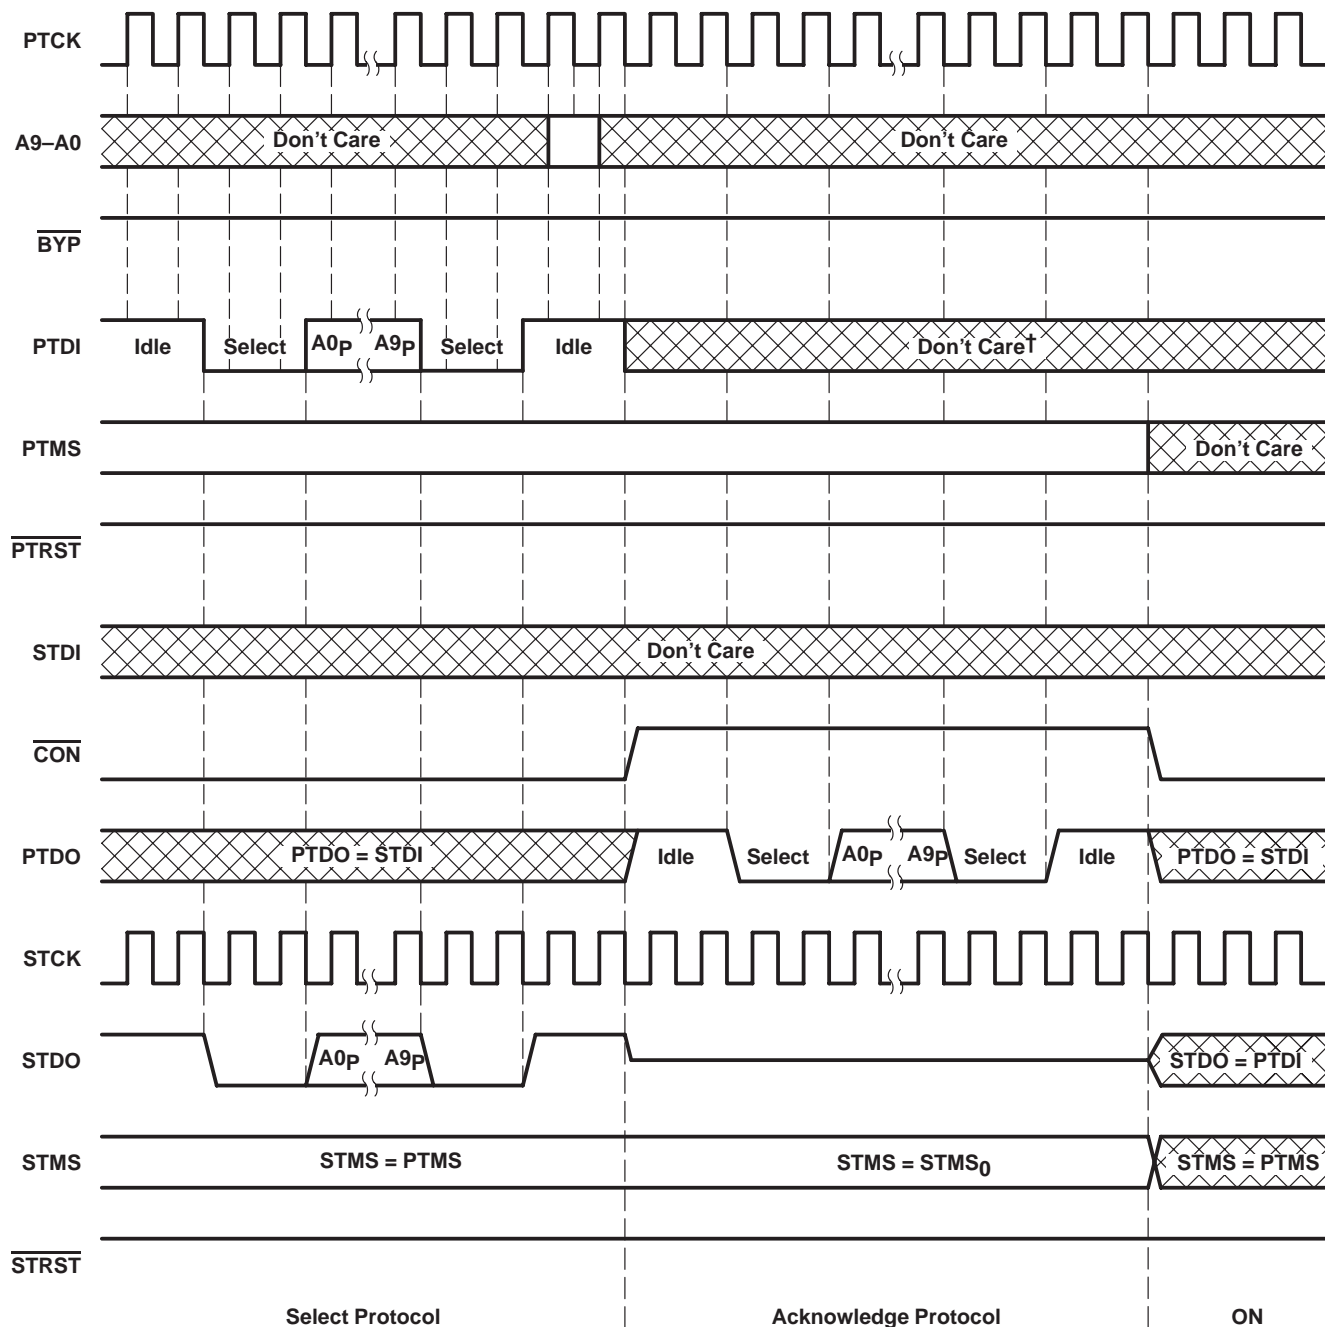 PTCK
A9–A0 Don't Care Don't Care
BYP
PTDI Idle Select A0P A9P Select Idle Don't Care†
PTMS Don't Care
PTRST
STDI Don't Care
CON
PTDO PTDO = STDI Idle Select A0P A9P Select Idle PTDO = STDI
STCK
STDO A0P A9P STDO = PTDI
STMS STMS = PTMS STMS = STMS0 STMS = PTMS
STRST
Select Protocol Acknowledge Protocol ON